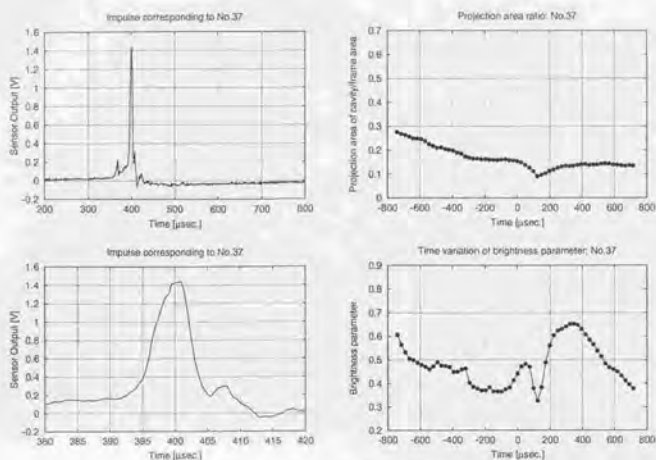 Impulse corresponding to No.37
Sensor Output [V]
1.6
1.4
1.2
1
0.8
0.6
0.4
0.2
0
-0.2
200 300 400 500 600 700 800
Time [μsec.]
Projection area ratio: No.37
Projection area of cavity/frame area
0.7
0.6
0.5
0.4
0.3
0.2
0.1
0
-800 -600 -400 -200 0 200 400 600 800
Time [μsec.]
Impulse corresponding to No.37
Sensor Output [V]
1.6
1.4
1.2
1
0.8
0.6
0.4
0.2
0
-0.2
380 385 390 395 400 405 410 415 420
Time [μsec.]
Time variation of brightness parameter: No.37
Brightness parameter
0.9
0.8
0.7
0.6
0.5
0.4
0.3
0.2
-800 -600 -400 -200 0 200 400 600 800
Time [μsec.]